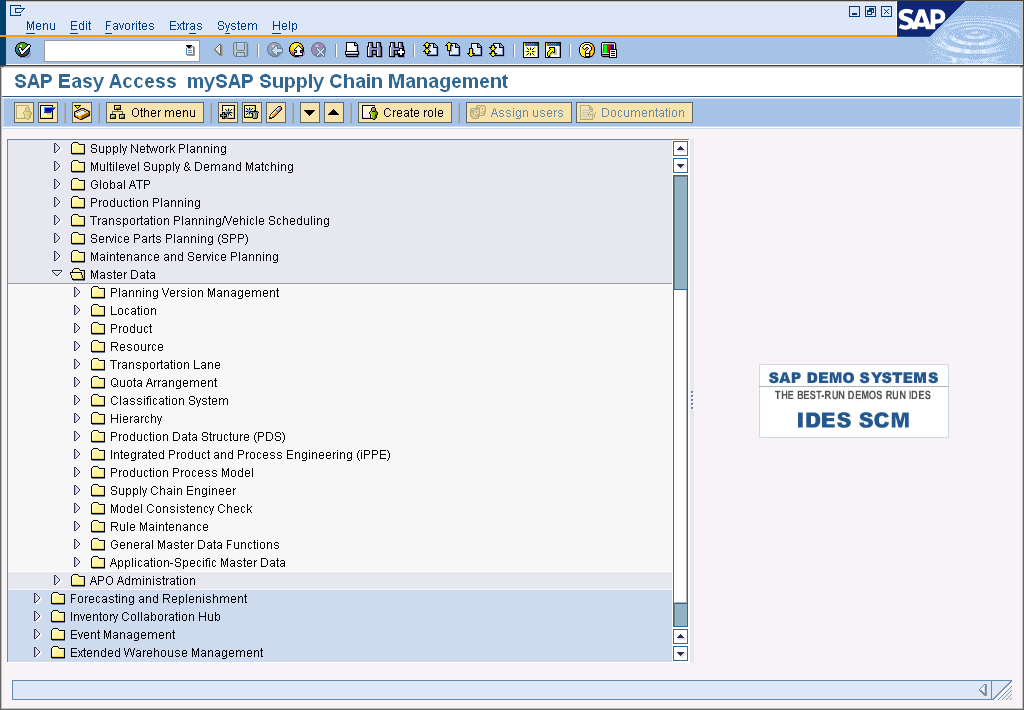 Menu Edit Favorites Extras System Help
SAP
SAP Easy Access mySAP Supply Chain Management
Other menu Create role Assign users Documentation
Supply Network Planning
Multilevel Supply & Demand Matching
Global ATP
Production Planning
Transportation Planning/Vehicle Scheduling
Service Parts Planning (SPP)
Maintenance and Service Planning
Master Data
Planning Version Management
Location
Product
Resource
Transportation Lane
Quota Arrangement
Classification System
Hierarchy
Production Data Structure (PDS)
Integrated Product and Process Engineering (iPPE)
Production Process Model
Supply Chain Engineer
Model Consistency Check
Rule Maintenance
General Master Data Functions
Application-Specific Master Data
APO Administration
Forecasting and Replenishment
Inventory Collaboration Hub
Event Management
Extended Warehouse Management
SAP DEMO SYSTEMS
THE BEST-RUN DEMOS RUN IDES
IDES SCM